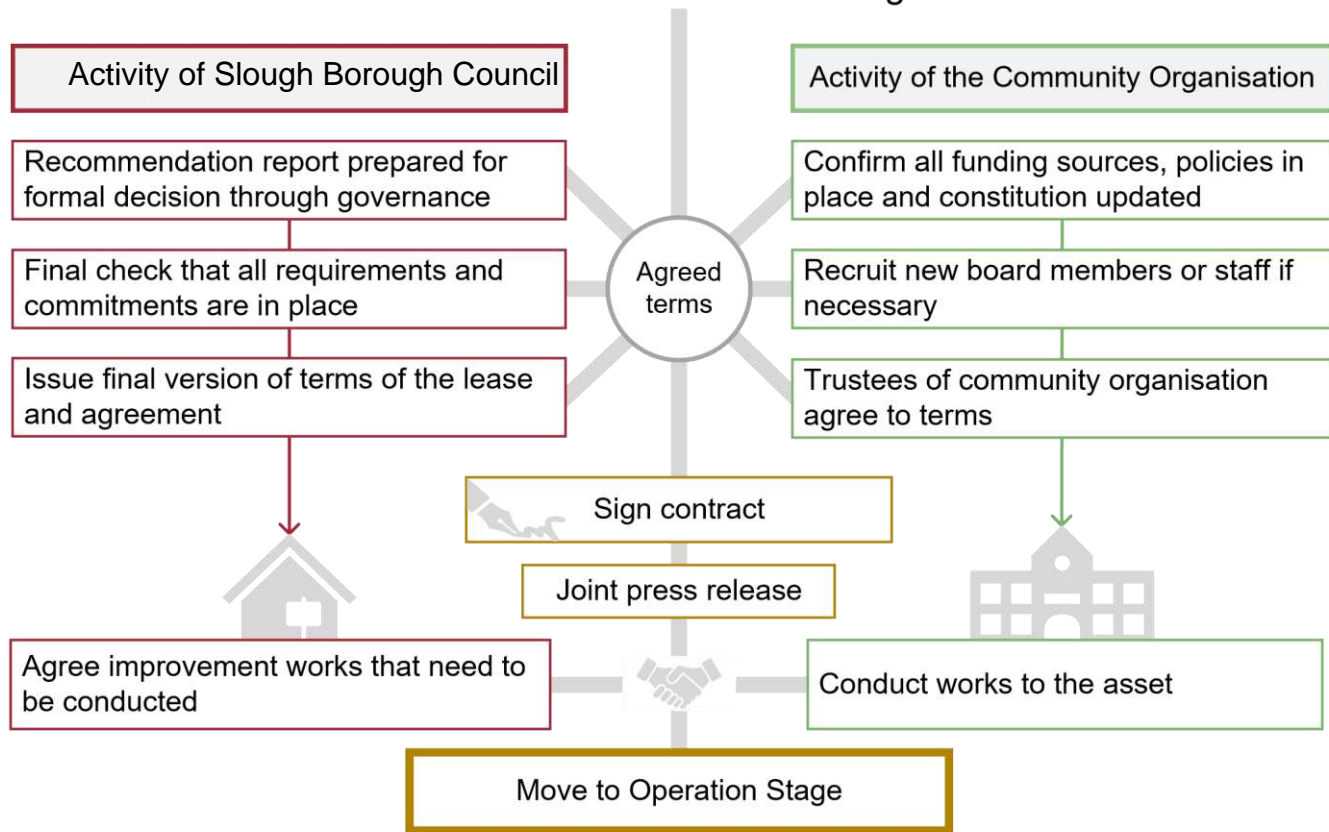 Activity of Slough Borough Council
Activity of the Community Organisation
Recommendation report prepared for
formal decision through governance
Confirm all funding sources, policies in
place and constitution updated
Final check that all requirements and
commitments are in place
Agreed
terms
Recruit new board members or staff if
necessary
Issue final version of terms of the lease
and agreement
Trustees of community organisation
agree to terms
Sign contract
Joint press release
Agree improvement works that need to
be conducted
Conduct works to the asset
Move to Operation Stage